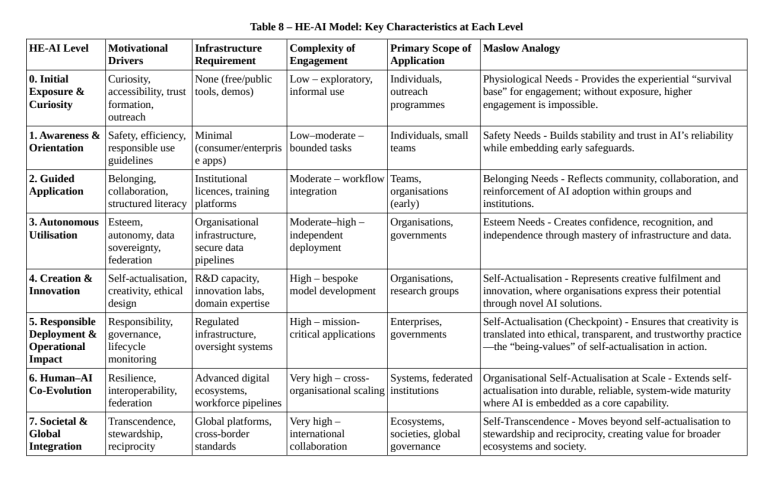 Table 8 – HE-AI Model: Key Characteristics at Each Level
HE-AI Level
Motivational
Drivers
Infrastructure
Requirement
Complexity of
Engagement
Primary Scope of
Application
Maslow Analogy
0. Initial
Exposure &
Curiosity
Curiosity,
accessibility, trust
formation,
outreach
None (free/public
tools, demos)
Low – exploratory,
informal use
Individuals,
outreach
programmes
Physiological Needs - Provides the experiential “survival
base” for engagement; without exposure, higher
engagement is impossible.
1. Awareness &
Orientation
Safety, efficiency,
responsible use
guidelines
Minimal
(consumer/enterpris
e apps)
Low–moderate –
bounded tasks
Individuals, small
teams
Safety Needs - Builds stability and trust in AI’s reliability
while embedding early safeguards.
2. Guided
Application
Belonging,
collaboration,
structured literacy
Institutional
licences, training
platforms
Moderate – workflow
integration
Teams,
organisations
(early)
Belonging Needs - Reflects community, collaboration, and
reinforcement of AI adoption within groups and
institutions.
3. Autonomous
Utilisation
Esteem,
autonomy, data
sovereignty,
federation
Organisational
infrastructure,
secure data
pipelines
Moderate–high –
independent
deployment
Organisations,
governments
Esteem Needs - Creates confidence, recognition, and
independence through mastery of infrastructure and data.
4. Creation &
Innovation
Self-actualisation,
creativity, ethical
design
R&D capacity,
innovation labs,
domain expertise
High – bespoke
model development
Organisations,
research groups
Self-Actualisation - Represents creative fulfilment and
innovation, where organisations express their potential
through novel AI solutions.
5. Responsible
Deployment &
Operational
Impact
Responsibility,
governance,
lifecycle
monitoring
Regulated
infrastructure,
oversight systems
High – mission-
critical applications
Enterprises,
governments
Self-Actualisation (Checkpoint) - Ensures that creativity is
translated into ethical, transparent, and trustworthy practice
—the “being-values” of self-actualisation in action.
6. Human–AI
Co-Evolution
Resilience,
interoperability,
federation
Advanced digital
ecosystems,
workforce pipelines
Very high – cross-
organisational scaling
Systems, federated
institutions
Organisational Self-Actualisation at Scale - Extends self-
actualisation into durable, reliable, system-wide maturity
where AI is embedded as a core capability.
7. Societal &
Global
Integration
Transcendence,
stewardship,
reciprocity
Global platforms,
cross-border
standards
Very high –
international
collaboration
Ecosystems,
societies, global
governance
Self-Transcendence - Moves beyond self-actualisation to
stewardship and reciprocity, creating value for broader
ecosystems and society.